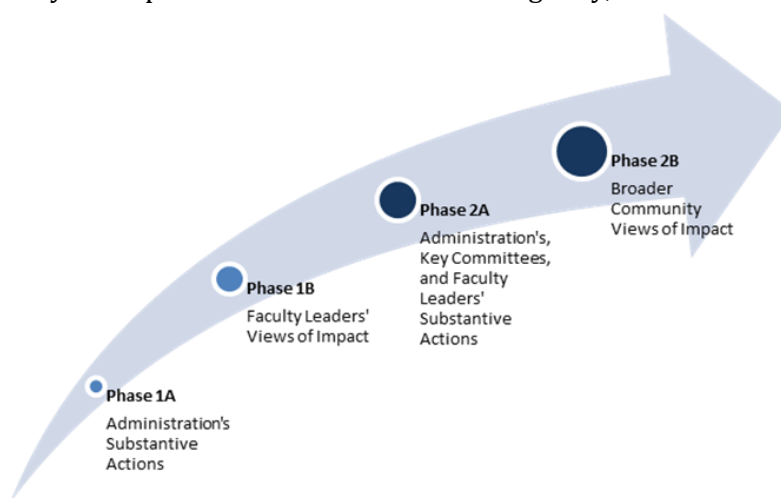 Phase 2B
Broader
Community
Views of Impact
Phase 2A
Administration's,
Key Committees,
and Faculty
Leaders'
Substantive
Actions
Phase 1B
Faculty Leaders'
Views of Impact
Phase 1A
Administration's
Substantive
Actions